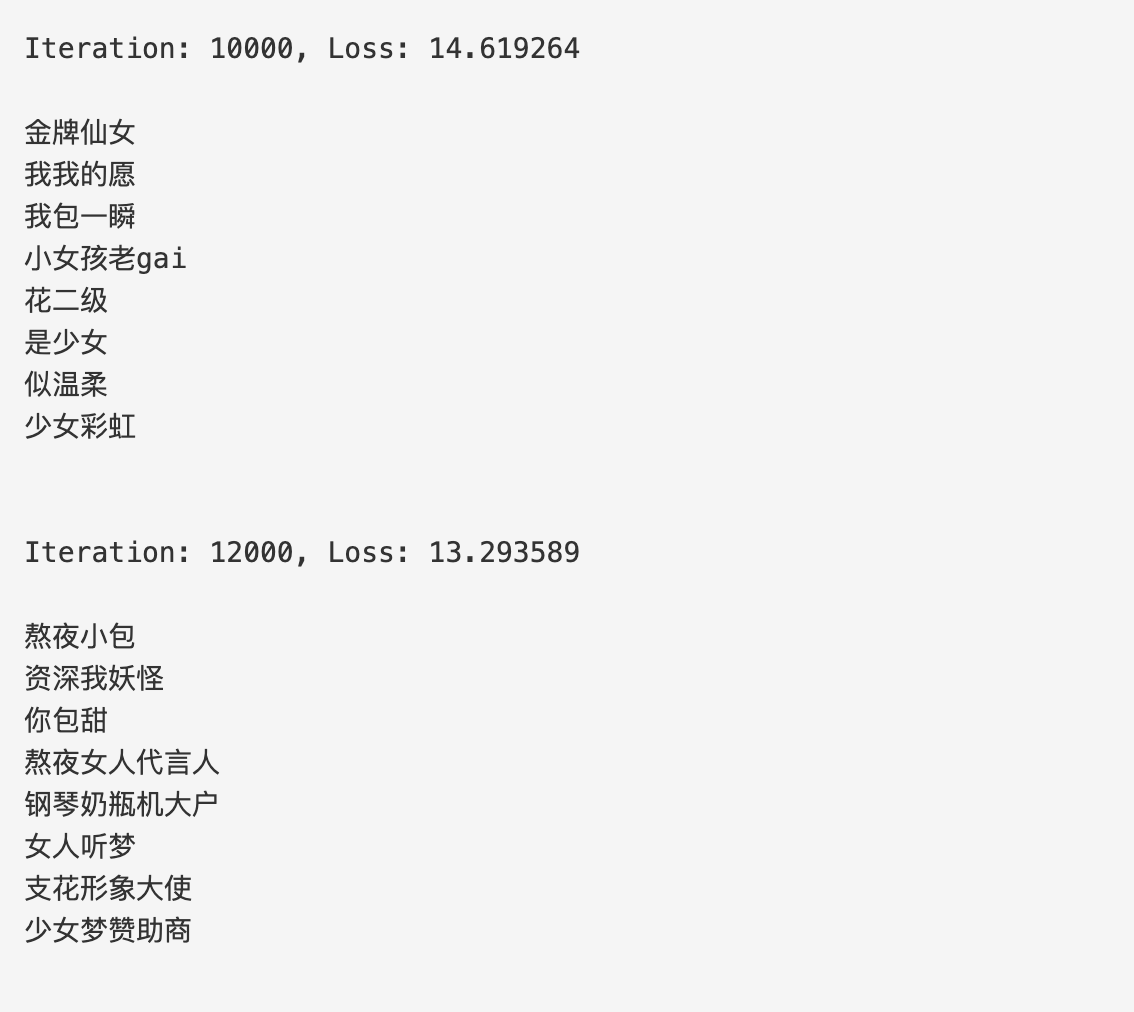 Iteration: 10000, Loss: 14.619264
金牌仙女
我我的愿
我包一瞬
小女孩老gai
花二级
是少女
似温柔
少女彩虹
Iteration: 12000, Loss: 13.293589
熬夜小包
资深我妖怪
你包甜
熬夜女人代言人
钢琴奶瓶机大户
女人听梦
支花形象大使
少女梦赞助商